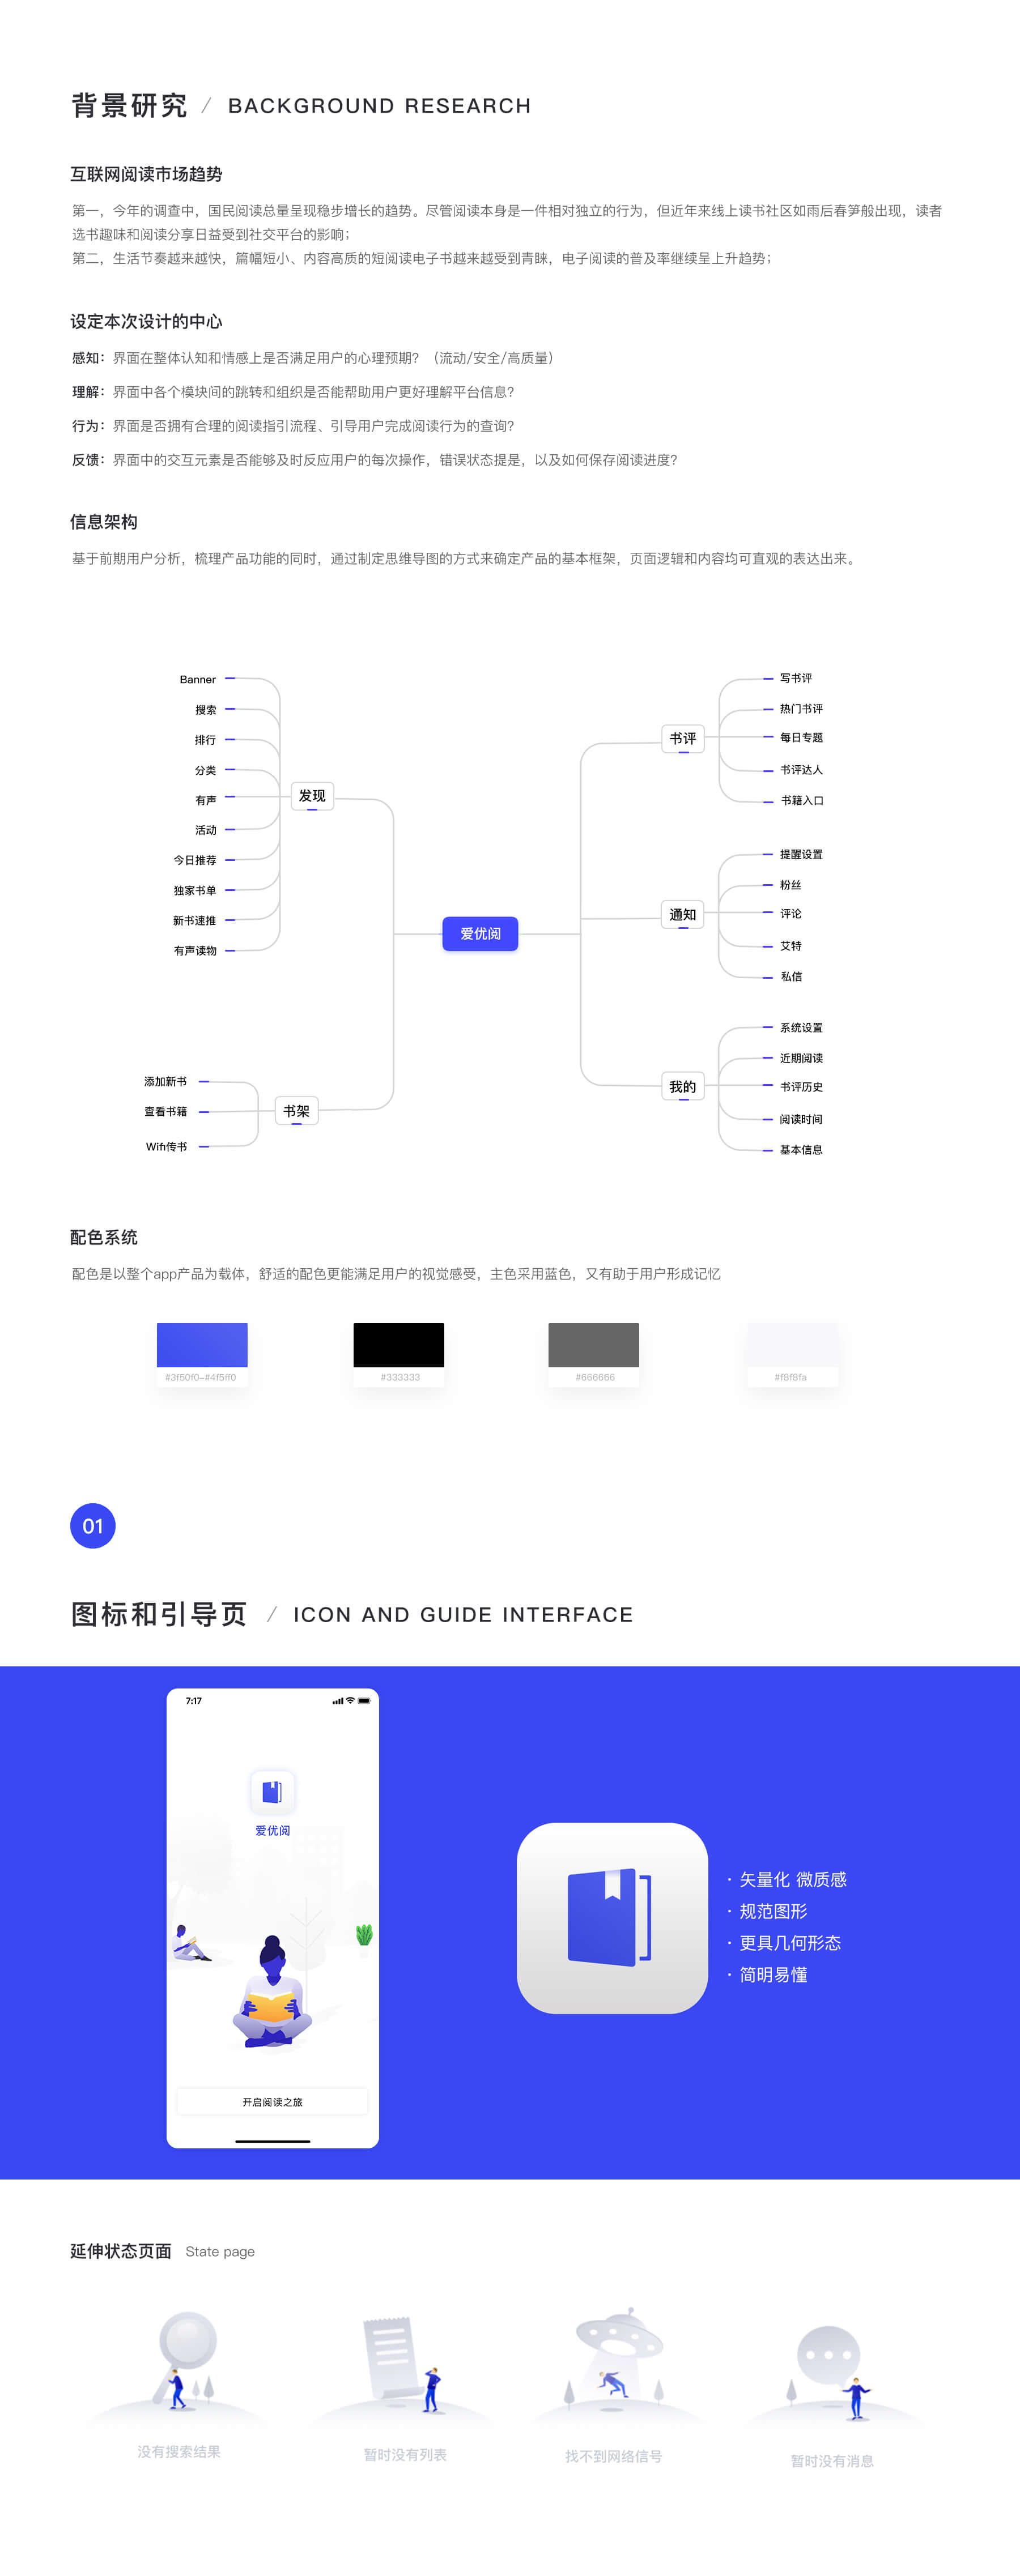 背景研究 / BACKGROUND RESEARCH
互联网阅读市场趋势
第一，今年的调查中，国民阅读总量呈现稳步增长的趋势。尽管阅读本身是一件相对独立的行为，但近年来线上读书社区如雨后春笋般出现，读者
选书趣味和阅读分享日益受到社交平台的影响；
第二，生活节奏越来越快，篇幅短小、内容高质的短阅读电子书越来越受到青睐，电子阅读的普及率继续呈上升趋势；
设定本次设计的中心
感知：界面在整体认知和情感上是否满足用户的心理预期？（流动/安全/高质量）
理解：界面中各个模块间的跳转和组织是否能帮助用户更好理解平台信息？
行为：界面是否拥有合理的阅读指引流程、引导用户完成阅读行为的查询？
反馈：界面中的交互元素是否能够及时反应用户的每次操作，错误状态提是，以及如何保存阅读进度？
信息架构
基于前期用户分析，梳理产品功能的同时，通过制定思维导图的方式来确定产品的基本框架，页面逻辑和内容均可直观的表达出来。
Banner
搜索
排行
分类
有声
活动
今日推荐
独家书单
新书速推
有声读物
发现
添加新书
查看书籍
Wifi传书
书架
爱优阅
书评
写书评
热门书评
每日专题
书评达人
书籍入口
通知
提醒设置
粉丝
评论
艾特
私信
我的
系统设置
近期阅读
书评历史
阅读时间
基本信息
配色系统
配色是以整个app产品为载体，舒适的配色更能满足用户的视觉感受，主色采用蓝色，又有助于用户形成记忆
#3f50f0-#4f5ff0
#333333
#666666
#f8f8fa
01
图标和引导页 / ICON AND GUIDE INTERFACE
7:17
爱优阅
开启阅读之旅
· 矢量化 微质感
· 规范图形
· 更具几何形态
· 简明易懂
延伸状态页面 State page
没有搜索结果
暂时没有列表
找不到网络信号
暂时没有消息